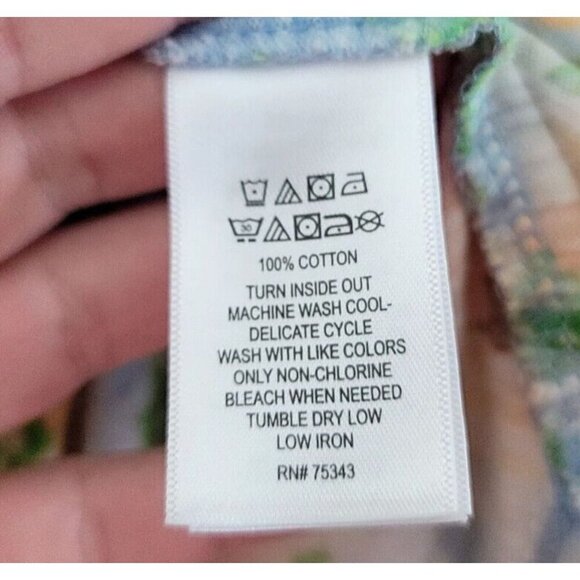 30
100% COTTON
TURN INSIDE OUT
MACHINE WASH COOL-
DELICATE CYCLE
WASH WITH LIKE COLORS
ONLY NON-CHLORINE
BLEACH WHEN NEEDED
TUMBLE DRY LOW
LOW IRON
RN# 75343